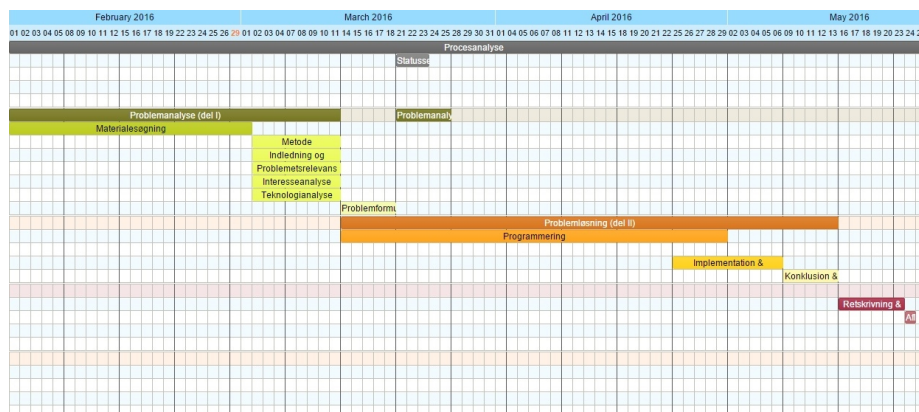 February 2016 March 2016 April 2016 May 2016
01 02 03 04 05 08 09 10 11 12 15 16 17 18 19 22 23 24 25 26 29 01 02 03 04 07 08 09 10 11 14 15 16 17 18 21 22 23 24 25 28 29 30 31 01 04 05 06 07 08 11 12 13 14 15 18 19 20 21 22 25 26 27 28 29 02 03 04 05 06 09 10 11 12 13 16 17 18 19 20 23 24 2
Procesanalyse
Statusse
Problemanalyse (del I) Problemanaly
Materialesøgning
Metode
Indledning og
Problemetsrelevans
Interesseanalyse
Teknologianalyse
Problemformu
Problemløsning (del II)
Programmering
Implementation &
Konklusion &
Retskrivning &
Afl